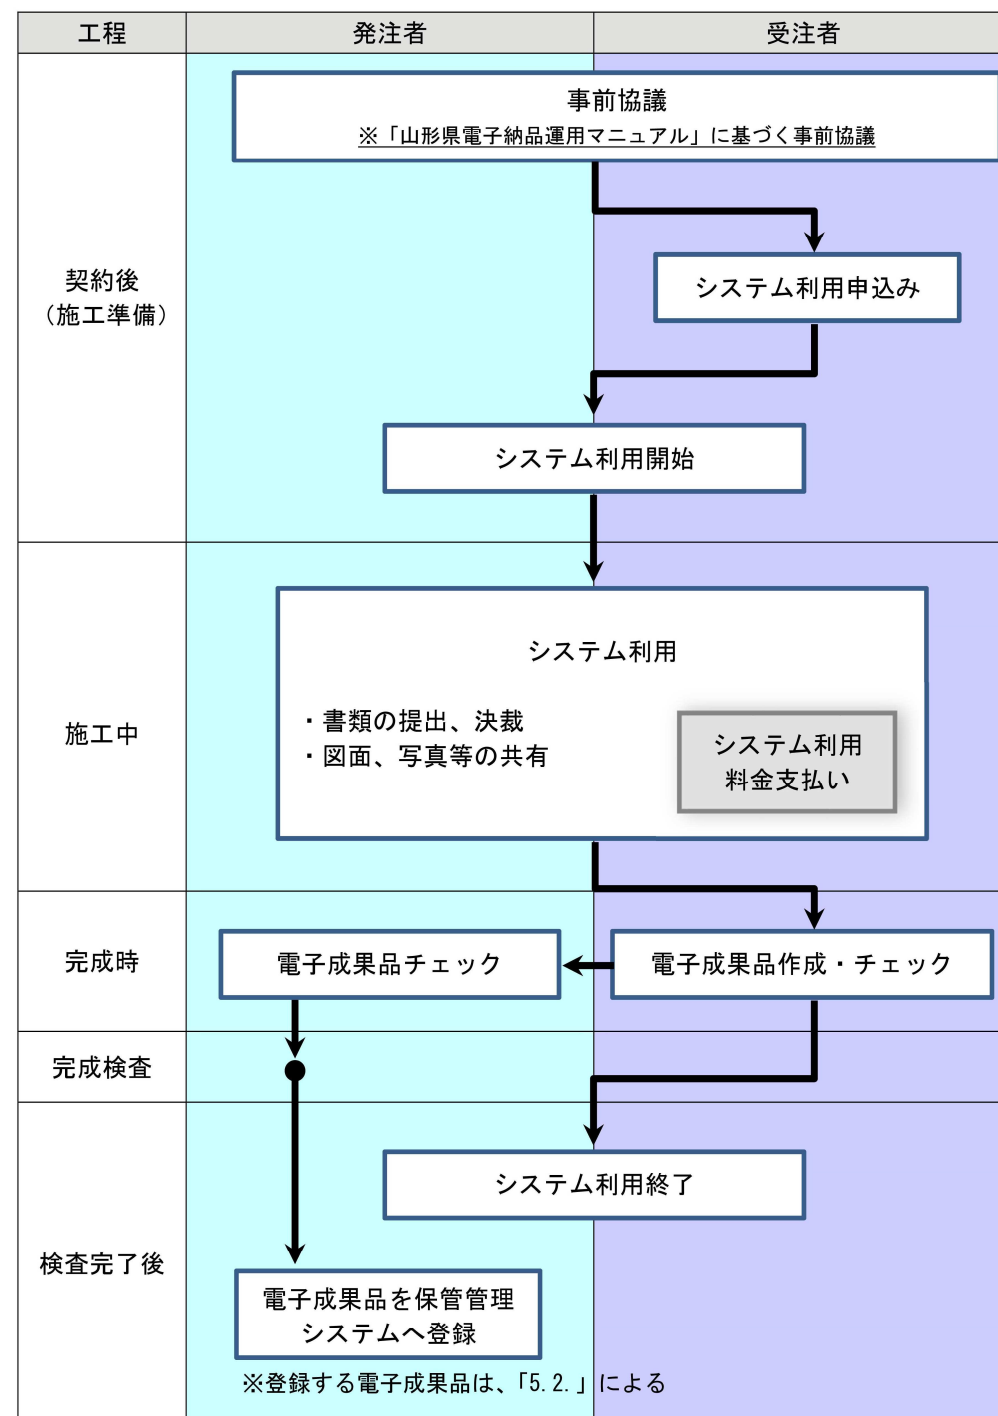 工程
発注者
受注者
事前協議
※「山形県電子納品運用マニュアル」に基づく事前協議
契約後
（施工準備）
システム利用申込み
システム利用開始
施工中
システム利用
・書類の提出、決裁
・図面、写真等の共有
システム利用
料金支払い
完成時
電子成果品チェック
電子成果品作成・チェック
完成検査
検査完了後
システム利用終了
電子成果品を保管管理
システムへ登録
※登録する電子成果品は、「5.2.」による